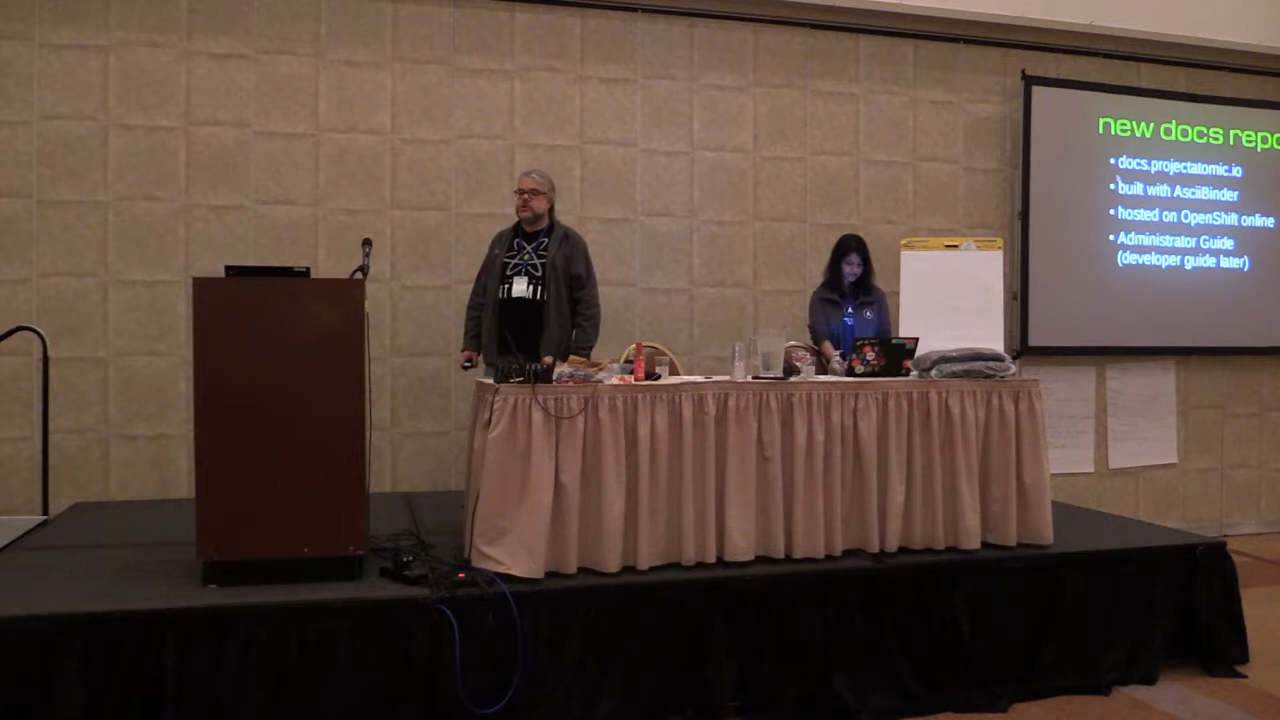 new docs repo
• docs.projectatomic.io
• built with AsciiBinder
• hosted on OpenShift online
• Administrator Guide
(developer guide later)